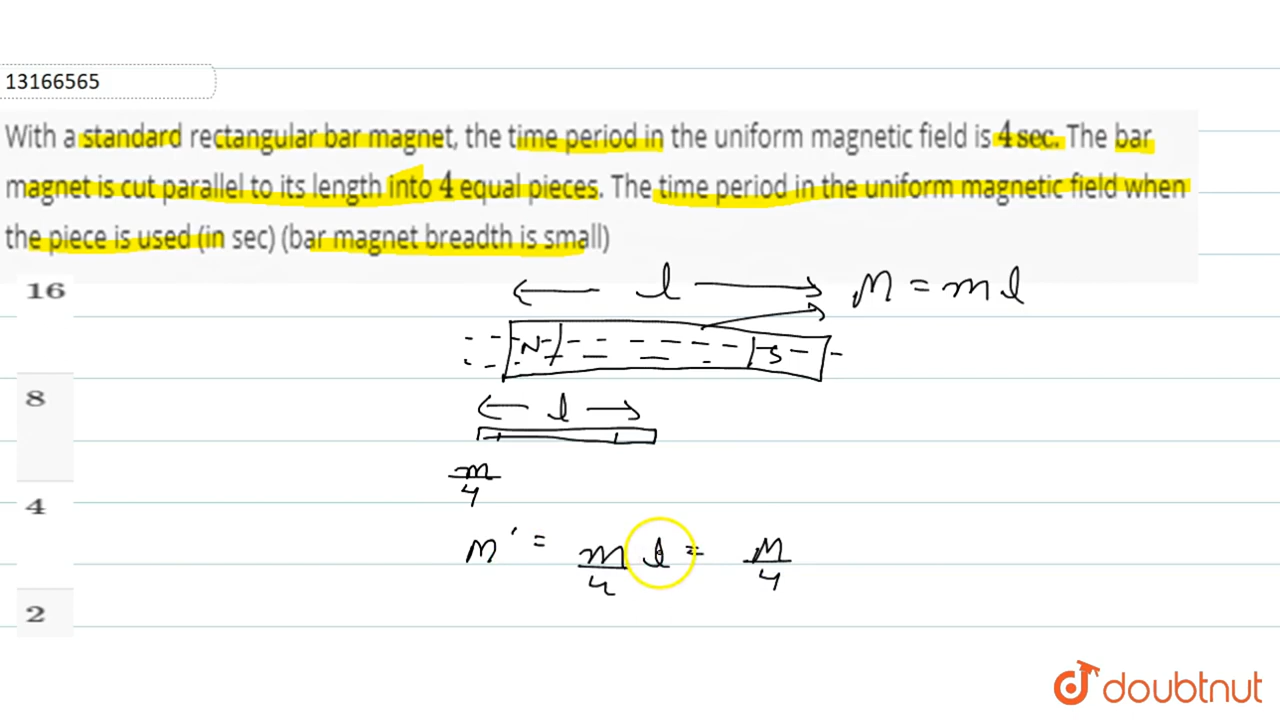 13166565
With a standard rectangular bar magnet, the time period in the uniform magnetic field is 4 sec. The bar
magnet is cut parallel to its length into 4 equal pieces. The time period in the uniform magnetic field when
the piece is used (in sec) (bar magnet breadth is small)
16
l M = ml
N S
8
l
m/4
4
M' = m/4 l = M/4
2
doubtnut